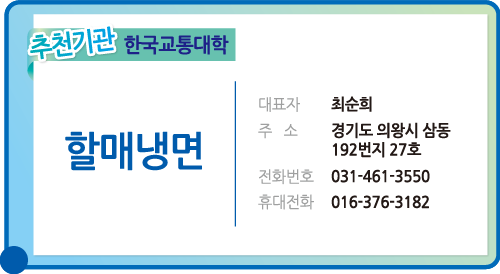 추천기관 한국교통대학
할매냉면
대표자 최순희
주 소 경기도 의왕시 삼동
192번지 27호
전화번호 031-461-3550
휴대전화 016-376-3182